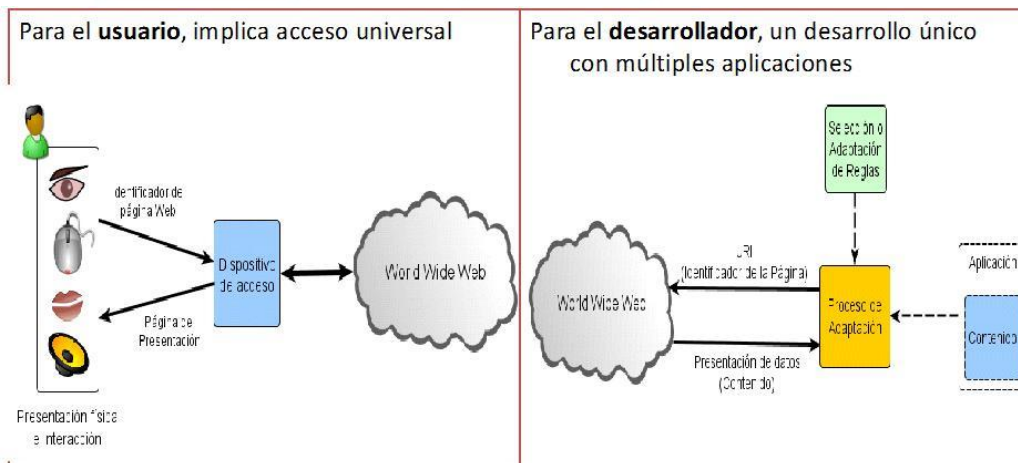 Para el usuario, implica acceso universal
dentificador de
página Web
Dispositivo
de acceso
World Wide Web
Página de
Presentación
Presentación física
e interacción
Para el desarrollador, un desarrollo único
con múltiples aplicaciones
Selección o
Adaptación
de Reglas
URI
(Identificador de la Página)
World Wide Web
Proceso de
Adaptación
Presentación de datos
(Contenido)
Aplicación
Contenido